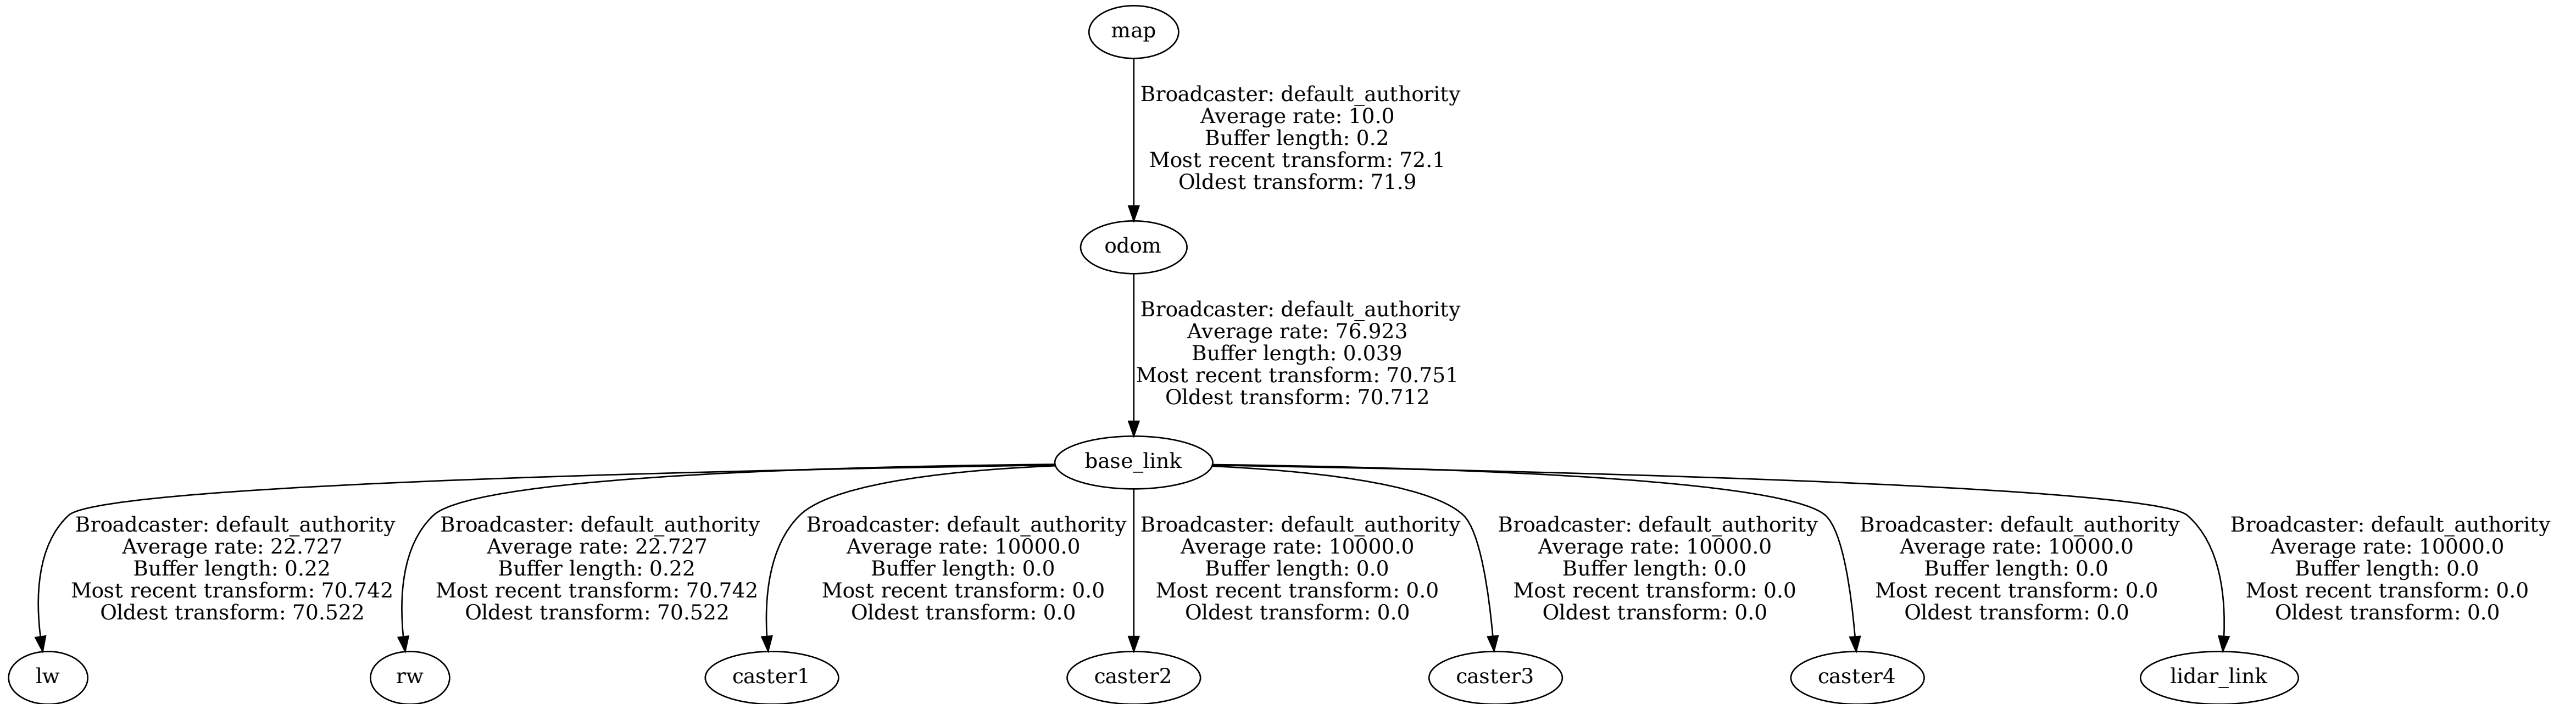 map
Broadcaster: default_authority
Average rate: 10.0
Buffer length: 0.2
Most recent transform: 72.1
Oldest transform: 71.9
odom
Broadcaster: default_authority
Average rate: 76.923
Buffer length: 0.039
Most recent transform: 70.751
Oldest transform: 70.712
base_link
Broadcaster: default_authority
Average rate: 22.727
Buffer length: 0.22
Most recent transform: 70.742
Oldest transform: 70.522
Broadcaster: default_authority
Average rate: 22.727
Buffer length: 0.22
Most recent transform: 70.742
Oldest transform: 70.522
Broadcaster: default_authority
Average rate: 10000.0
Buffer length: 0.0
Most recent transform: 0.0
Oldest transform: 0.0
Broadcaster: default_authority
Average rate: 10000.0
Buffer length: 0.0
Most recent transform: 0.0
Oldest transform: 0.0
Broadcaster: default_authority
Average rate: 10000.0
Buffer length: 0.0
Most recent transform: 0.0
Oldest transform: 0.0
Broadcaster: default_authority
Average rate: 10000.0
Buffer length: 0.0
Most recent transform: 0.0
Oldest transform: 0.0
Broadcaster: default_authority
Average rate: 10000.0
Buffer length: 0.0
Most recent transform: 0.0
Oldest transform: 0.0
lw
rw
caster1
caster2
caster3
caster4
lidar_link